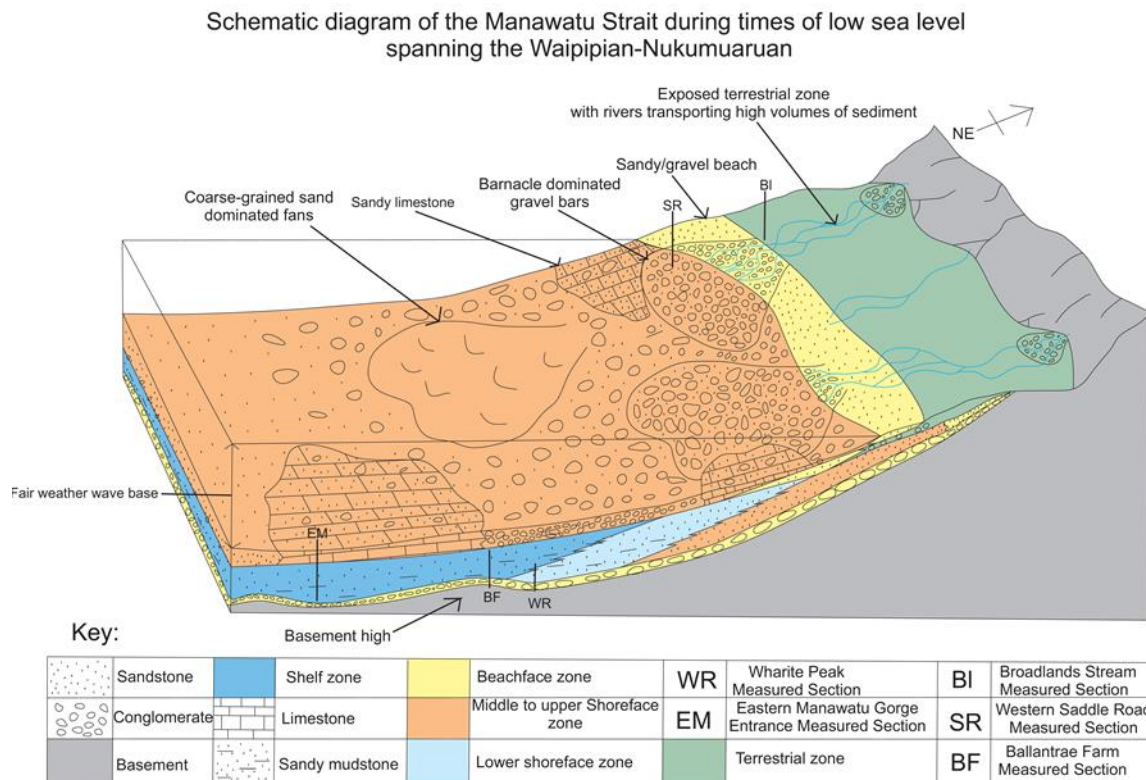 Schematic diagram of the Manawatu Strait during times of low sea level
spanning the Waipipian-Nukumuaruan
Exposed terrestrial zone
with rivers transporting high volumes of sediment
NE
Sandy/gravel beach
Barnacle dominated
gravel bars
BI
SR
Coarse-grained sand
dominated fans
Sandy limestone
Fair weather wave base
EM
BF
WR
Basement high
Key:
Sandstone
Shelf zone
Beachface zone
WR
Wharite Peak
Measured Section
BI
Broadlands Stream
Measured Section
Conglomerate
Limestone
Middle to upper Shoreface
zone
EM
Eastern Manawatu Gorge
Entrance Measured Section
SR
Western Saddle Road
Measured Section
Basement
Sandy mudstone
Lower shoreface zone
Terrestrial zone
BF
Ballantrae Farm
Measured Section